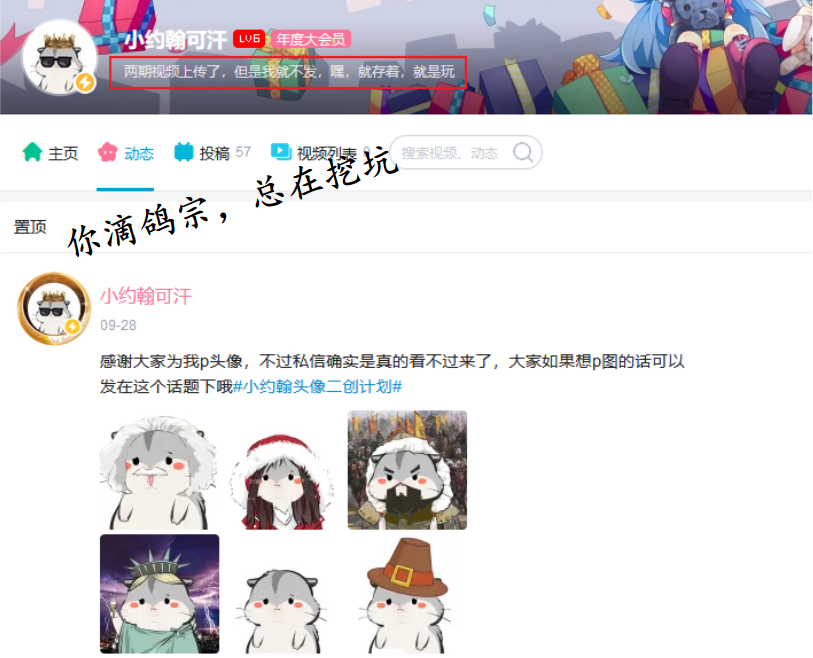 小约翰可汗 LV6 年度大会员
两期视频上传了，但是我就不发，嘿，就存着，就是玩
主页 动态 投稿 57 视频列表 9 搜索视频、动态
你滴鸽宗，总在挖坑
置顶
小约翰可汗
09-28
感谢大家为我p头像，不过私信确实是真的看不过来了，大家如果想p图的话可以
发在这个话题下哦#小约翰头像二创计划#